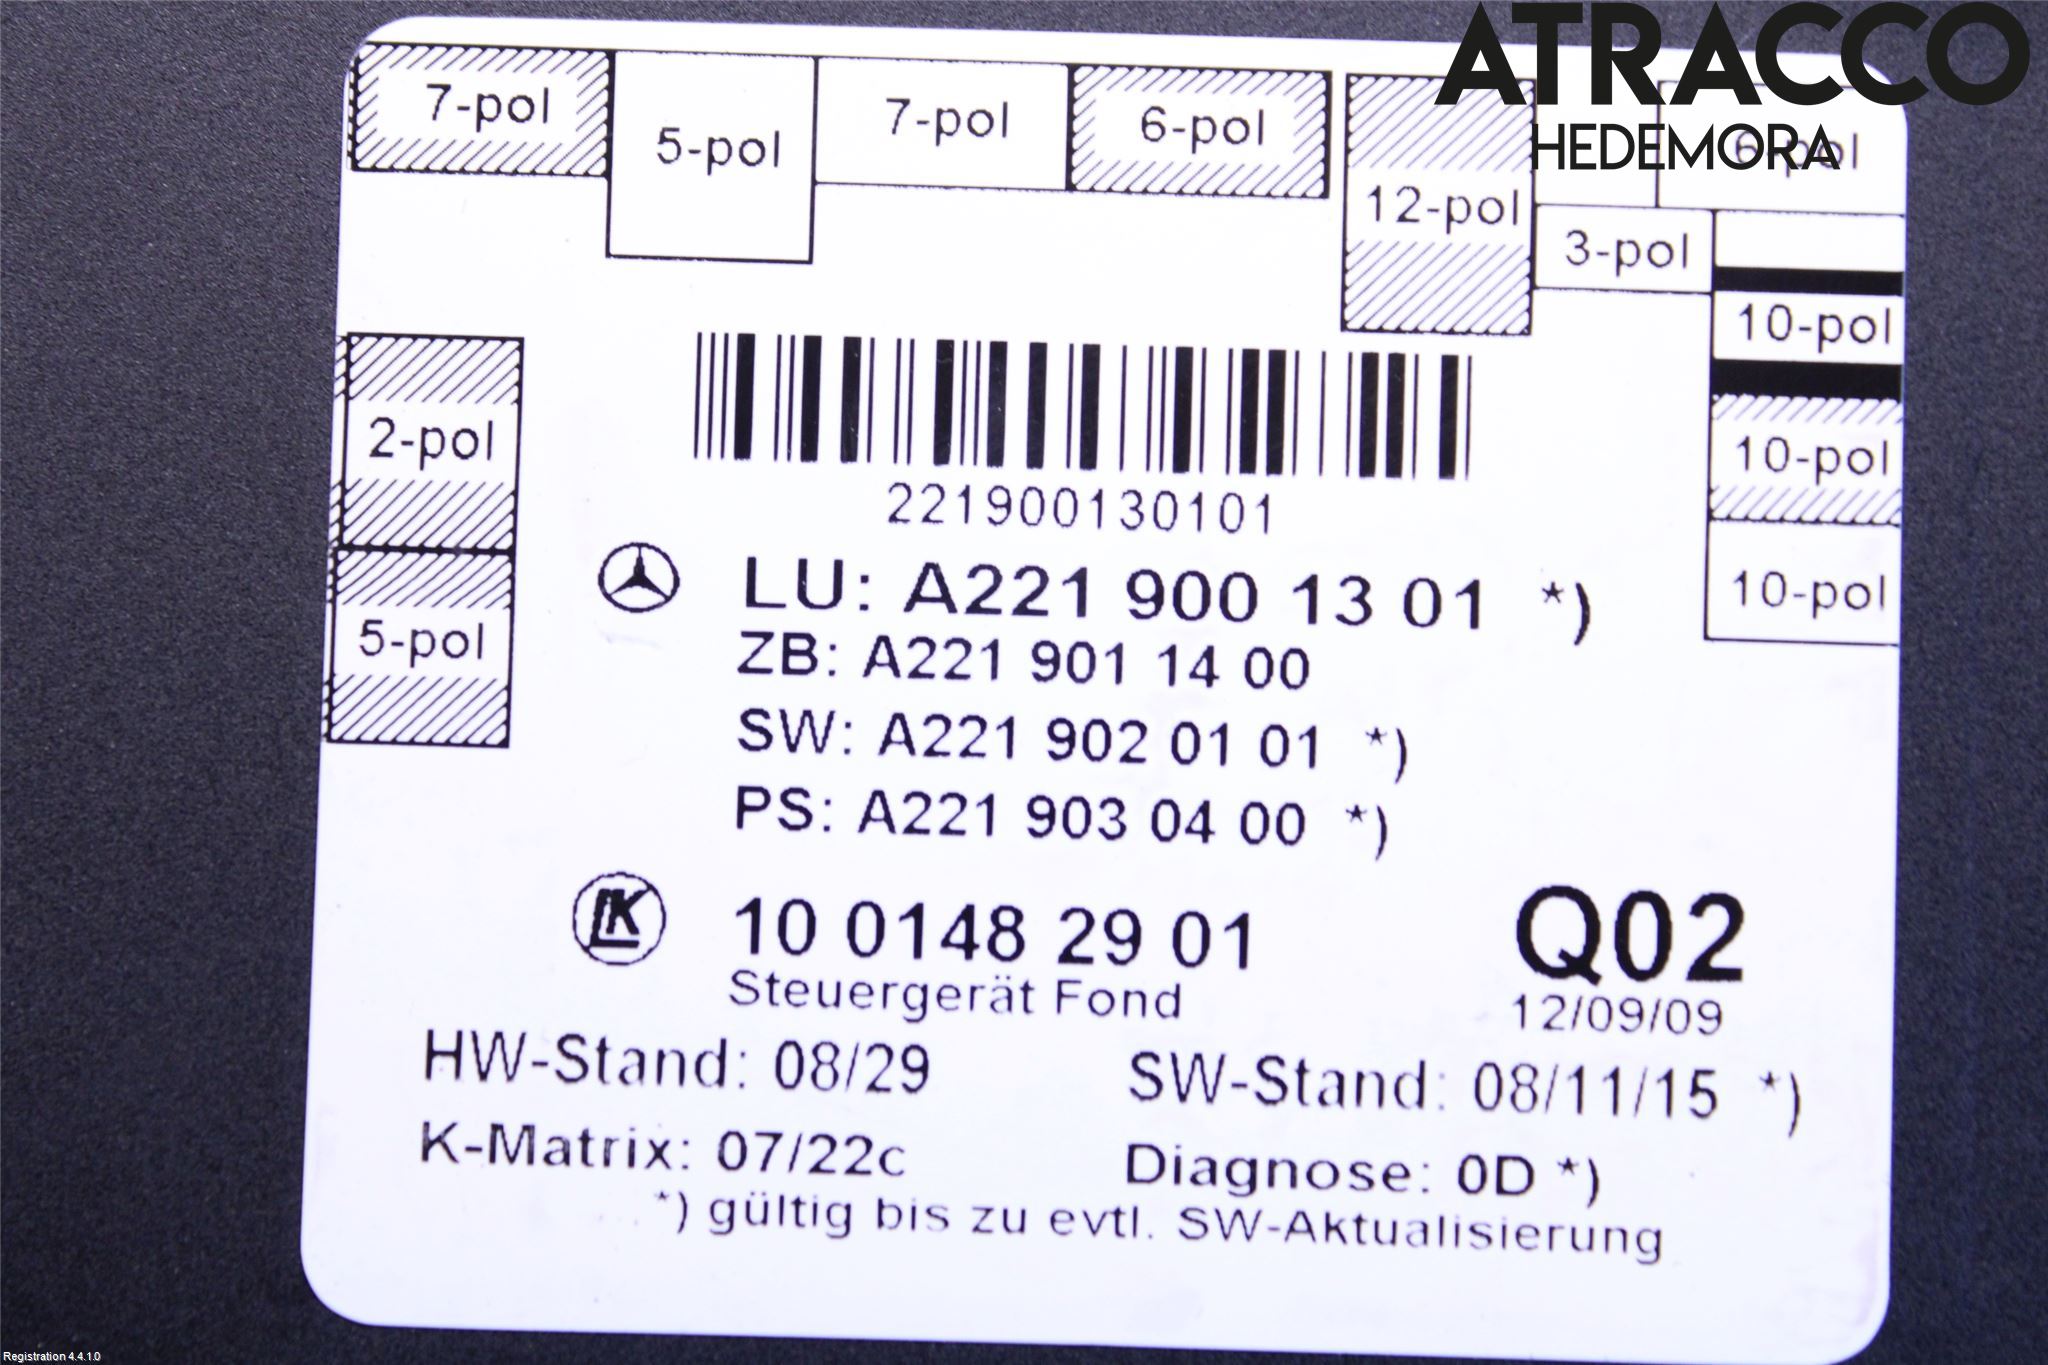 ATRACCO
HEDEMORA
7-pol
5-pol
7-pol
6-pol
12-pol
6-pol
3-pol
10-pol
10-pol
10-pol
2-pol
5-pol
221900130101
LU: A221 900 13 01 *)
ZB: A221 901 14 00
SW: A221 902 01 01 *)
PS: A221 903 04 00 *)
LK
10 0148 29 01
Q02
Steuergerät Fond
12/09/09
HW-Stand: 08/29
SW-Stand: 08/11/15 *)
K-Matrix: 07/22c
Diagnose: 0D *)
*) gültig bis zu evtl. SW-Aktualisierung
Registration 4.4.1.0